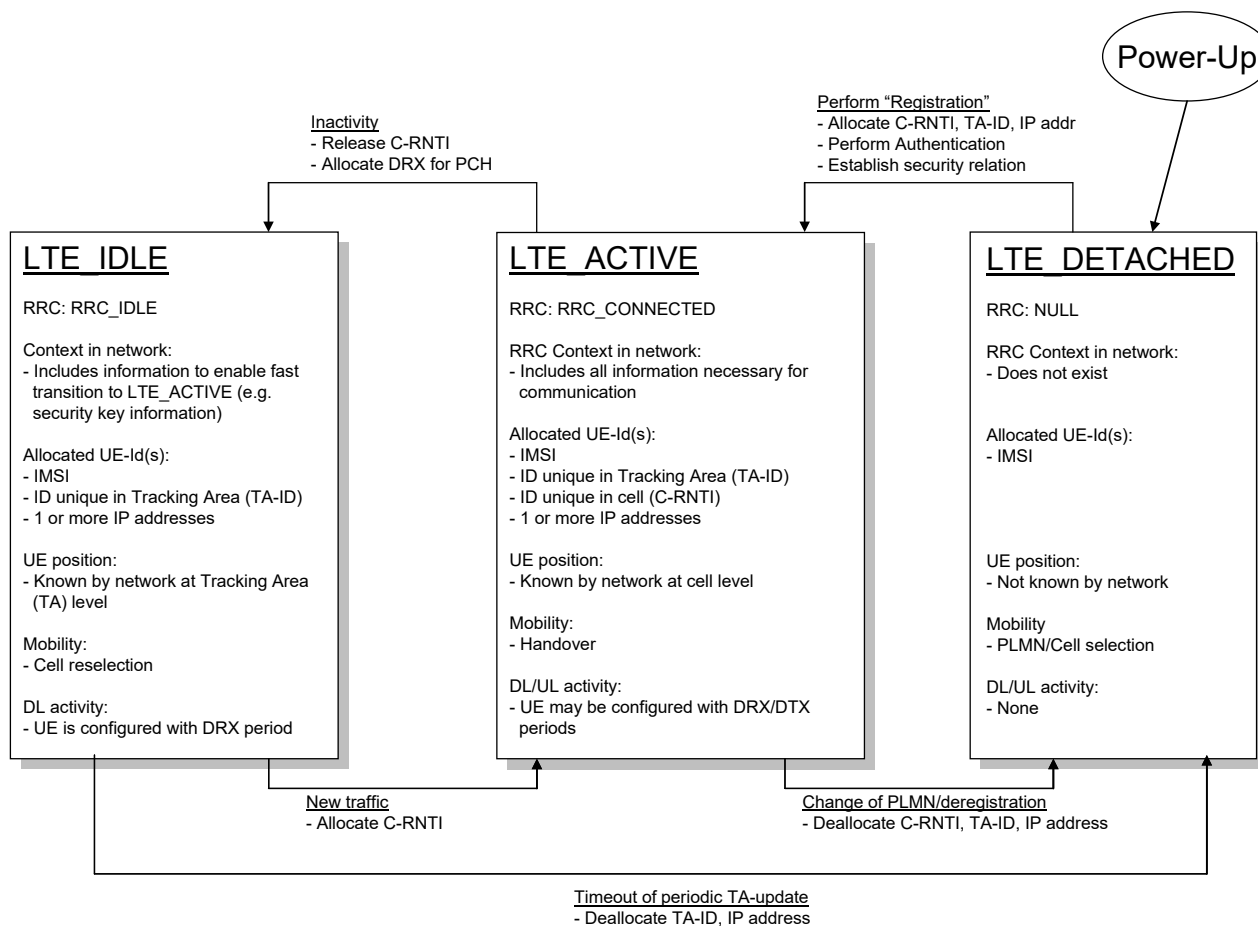 Power-Up
Inactivity
- Release C-RNTI
- Allocate DRX for PCH
Perform “Registration”
- Allocate C-RNTI, TA-ID, IP addr
- Perform Authentication
- Establish security relation
LTE_IDLE
RRC: RRC_IDLE
Context in network:
- Includes information to enable fast
transition to LTE_ACTIVE (e.g.
security key information)
Allocated UE-Id(s):
- IMSI
- ID unique in Tracking Area (TA-ID)
- 1 or more IP addresses
UE position:
- Known by network at Tracking Area
(TA) level
Mobility:
- Cell reselection
DL activity:
- UE is configured with DRX period
LTE_ACTIVE
RRC: RRC_CONNECTED
RRC Context in network:
- Includes all information necessary for
communication
Allocated UE-Id(s):
- IMSI
- ID unique in Tracking Area (TA-ID)
- ID unique in cell (C-RNTI)
- 1 or more IP addresses
UE position:
- Known by network at cell level
Mobility:
- Handover
DL/UL activity:
- UE may be configured with DRX/DTX
periods
LTE_DETACHED
RRC: NULL
RRC Context in network:
- Does not exist
Allocated UE-Id(s):
- IMSI
UE position:
- Not known by network
Mobility
- PLMN/Cell selection
DL/UL activity:
- None
New traffic
- Allocate C-RNTI
Change of PLMN/deregistration
- Deallocate C-RNTI, TA-ID, IP address
Timeout of periodic TA-update
- Deallocate TA-ID, IP address